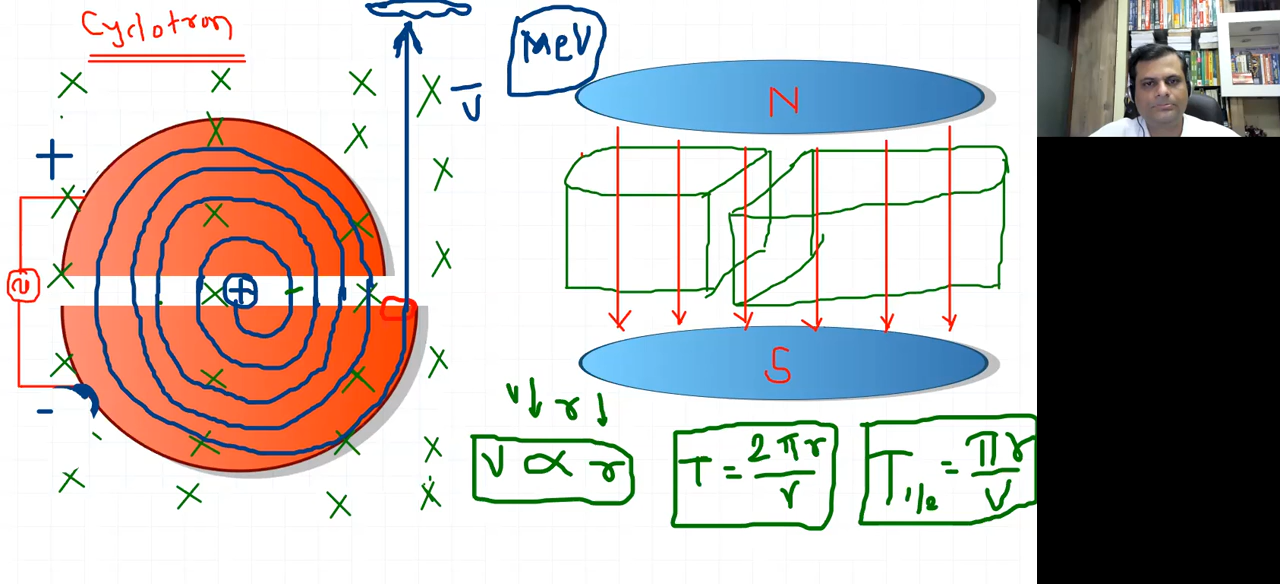 Cyclotron
MeV
v̅
N
+
+
~
-
S
v↓ r↓
V ∝ r
T = 2πr/v
T₁/₂ = πr/v